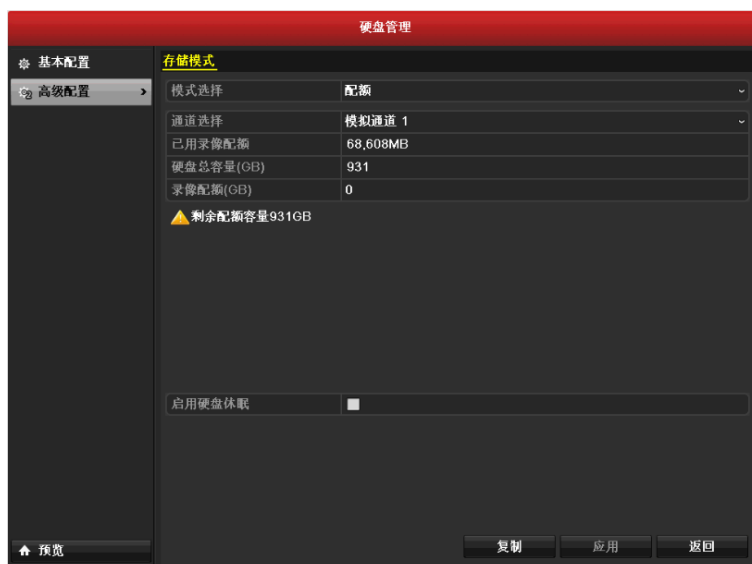 硬盘管理
基本配置
高级配置
存储模式
模式选择 配额
通道选择 模拟通道 1
已用录像配额 68,608MB
硬盘总容量(GB) 931
录像配额(GB) 0
剩余配额容量931GB
启用硬盘休眠
预览
复制 应用 返回